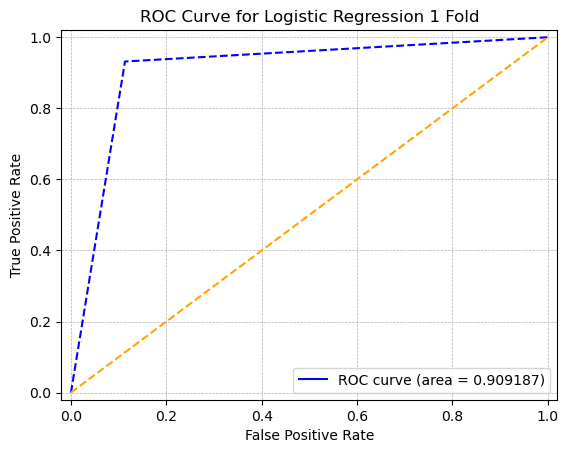 ROC Curve for Logistic Regression 1 Fold
1.0
0.8
0.6
0.4
0.2
0.0
True Positive Rate
ROC curve (area = 0.909187)
0.0 0.2 0.4 0.6 0.8 1.0
False Positive Rate